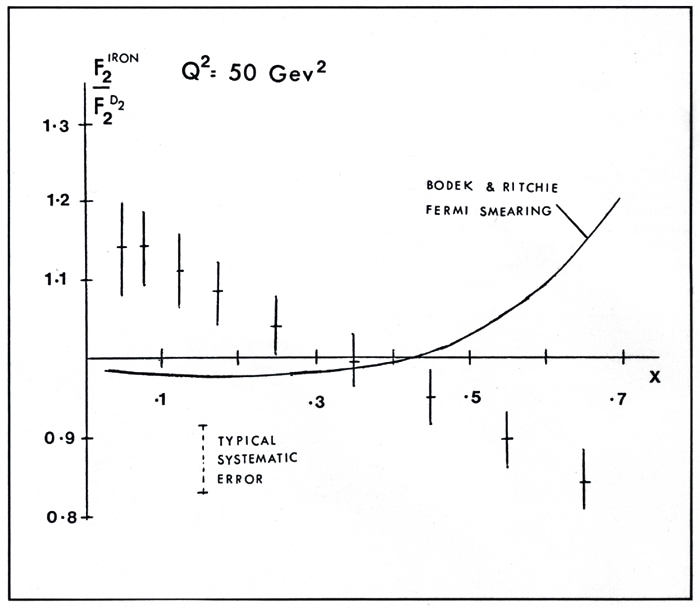 F₂ᴵᴿᴼᴺ
F₂ᴰ²
Q²= 50 Gev²
1·3
1·2
1·1
0·9
0·8
BODEK & RITCHIE
FERMI SMEARING
·1
·3
·5
·7
X
TYPICAL
SYSTEMATIC
ERROR